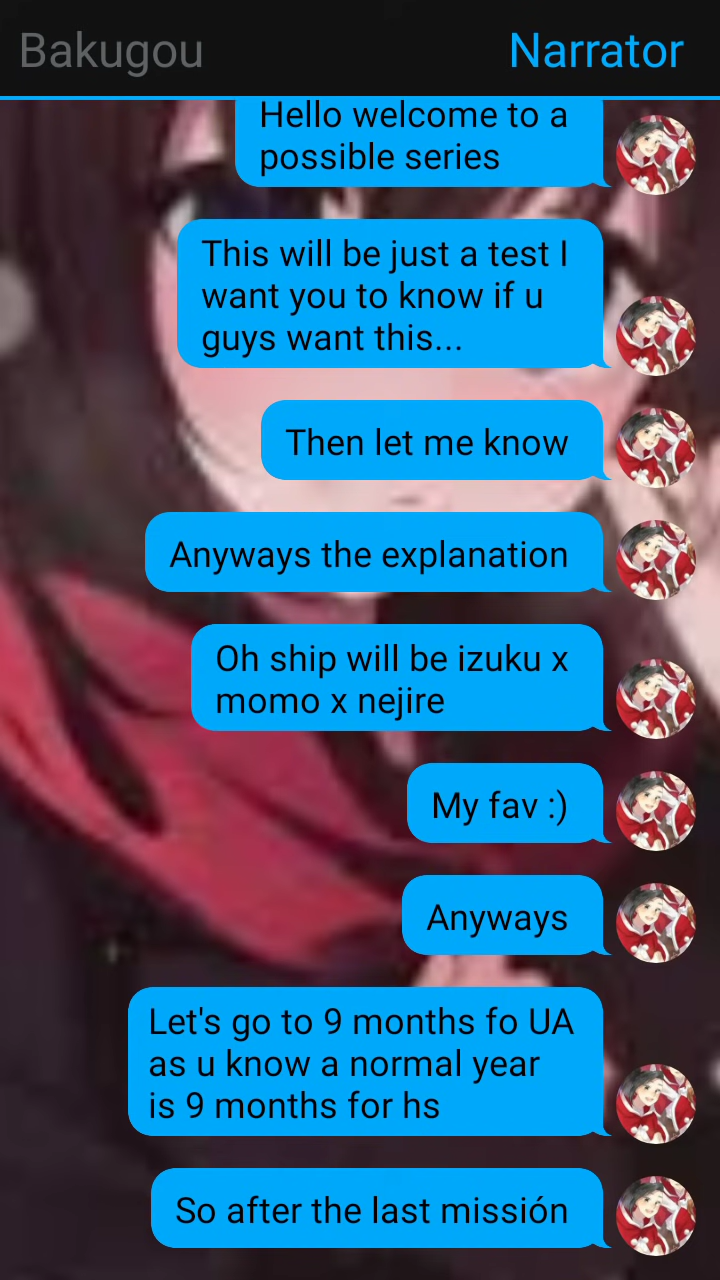 Bakugou
Narrator
Hello welcome to a
possible series
This will be just a test I
want you to know if u
guys want this...
Then let me know
Anyways the explanation
Oh ship will be izuku x
momo x nejire
My fav :)
Anyways
Let's go to 9 months fo UA
as u know a normal year
is 9 months for hs
So after the last missión